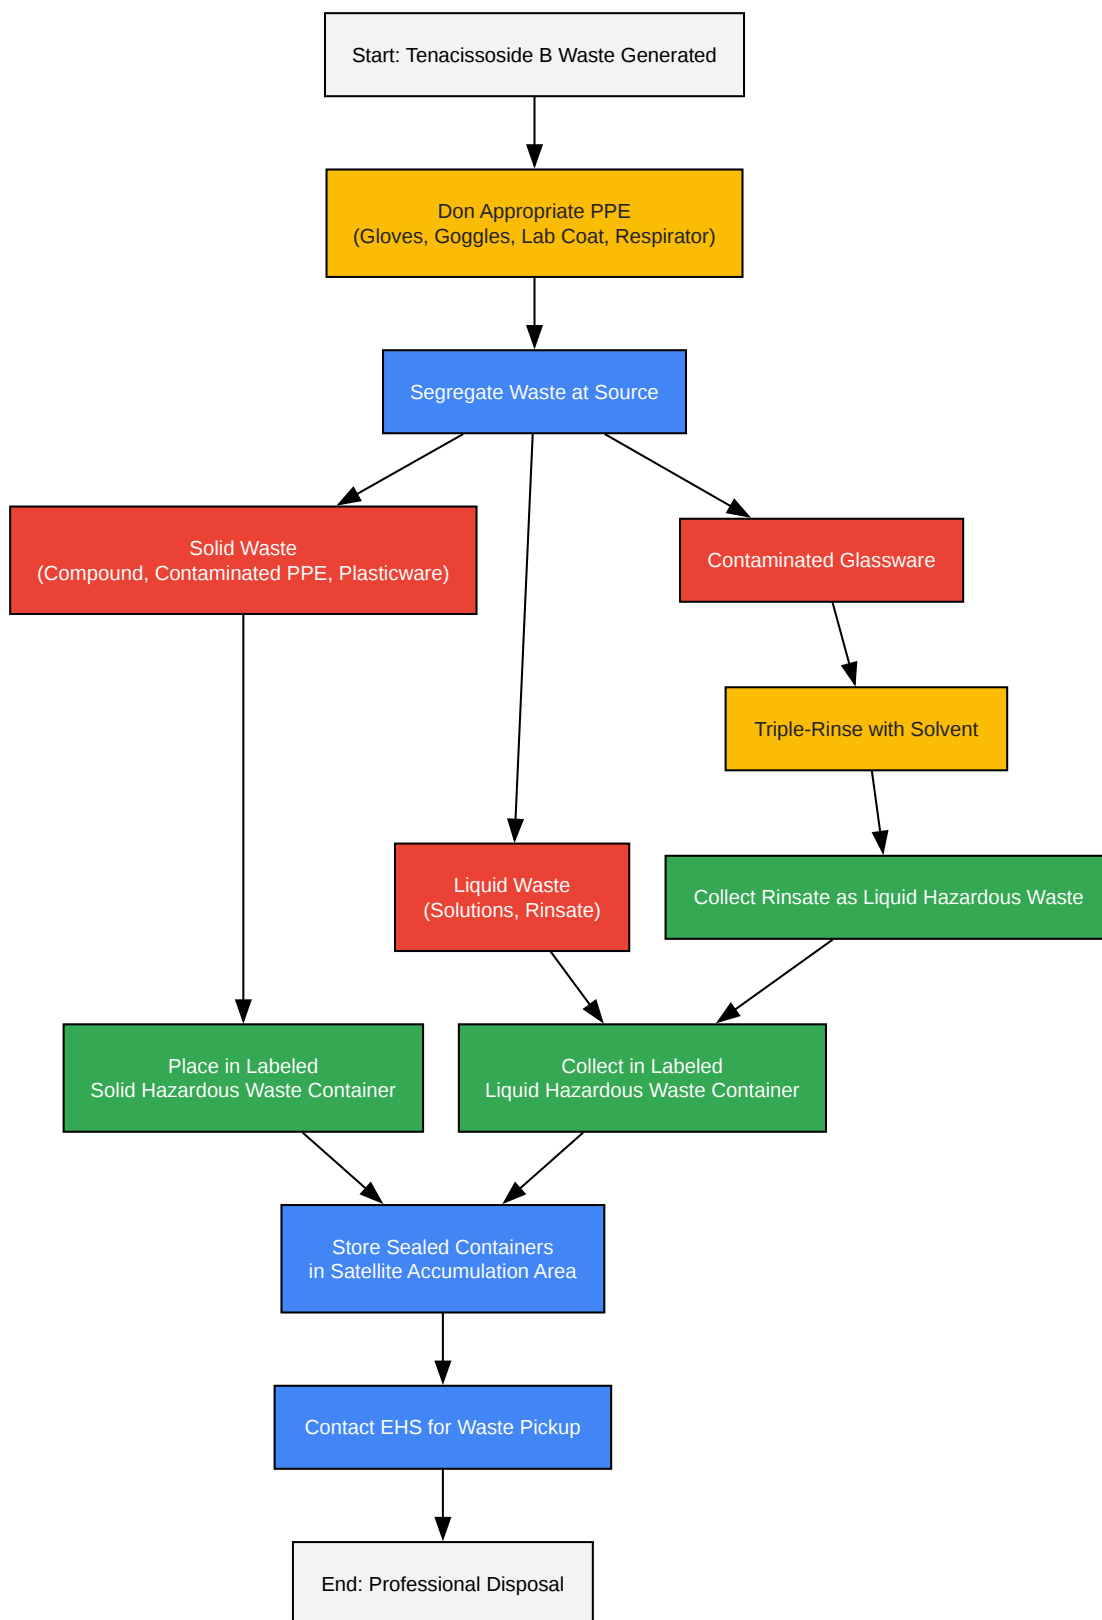 Start: Tenacissoside B Waste Generated
Don Appropriate PPE
(Gloves, Goggles, Lab Coat, Respirator)
Segregate Waste at Source
Solid Waste
(Compound, Contaminated PPE, Plasticware)
Contaminated Glassware
Triple-Rinse with Solvent
Liquid Waste
(Solutions, Rinsate)
Collect Rinsate as Liquid Hazardous Waste
Place in Labeled
Solid Hazardous Waste Container
Collect in Labeled
Liquid Hazardous Waste Container
Store Sealed Containers
in Satellite Accumulation Area
Contact EHS for Waste Pickup
End: Professional Disposal